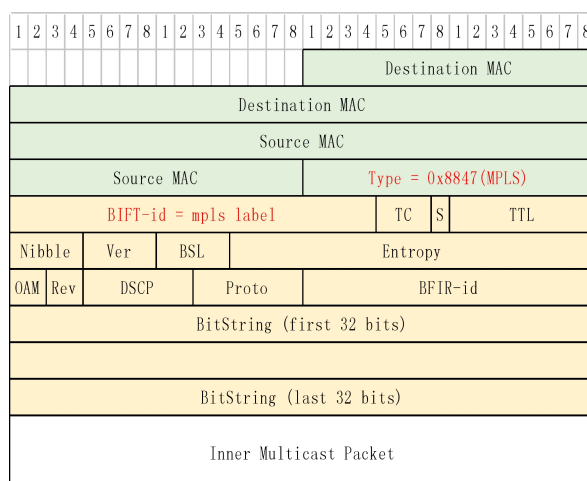 1 2 3 4 5 6 7 8 1 2 3 4 5 6 7 8 1 2 3 4 5 6 7 8 1 2 3 4 5 6 7 8
Destination MAC
Destination MAC
Source MAC
Source MAC Type = 0x8847(MPLS)
BIFT-id = mpls label TC S TTL
Nibble Ver BSL Entropy
OAM Rev DSCP Proto BFIR-id
BitString (first 32 bits)
BitString (last 32 bits)
Inner Multicast Packet